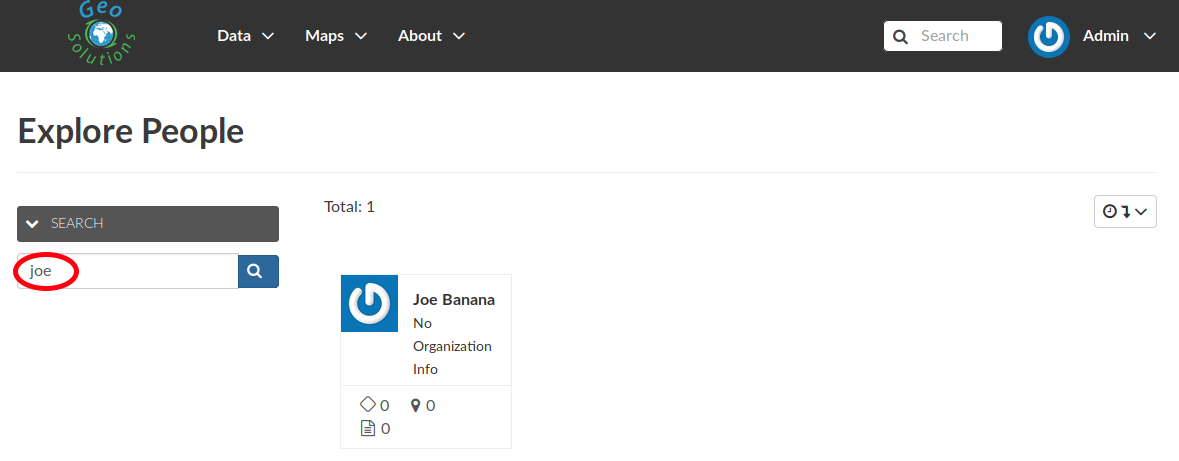 Geo
Solutions
Data
Maps
About
Search
Admin
Explore People
SEARCH
joe
Total: 1
Joe Banana
No
Organization
Info
0
0
0